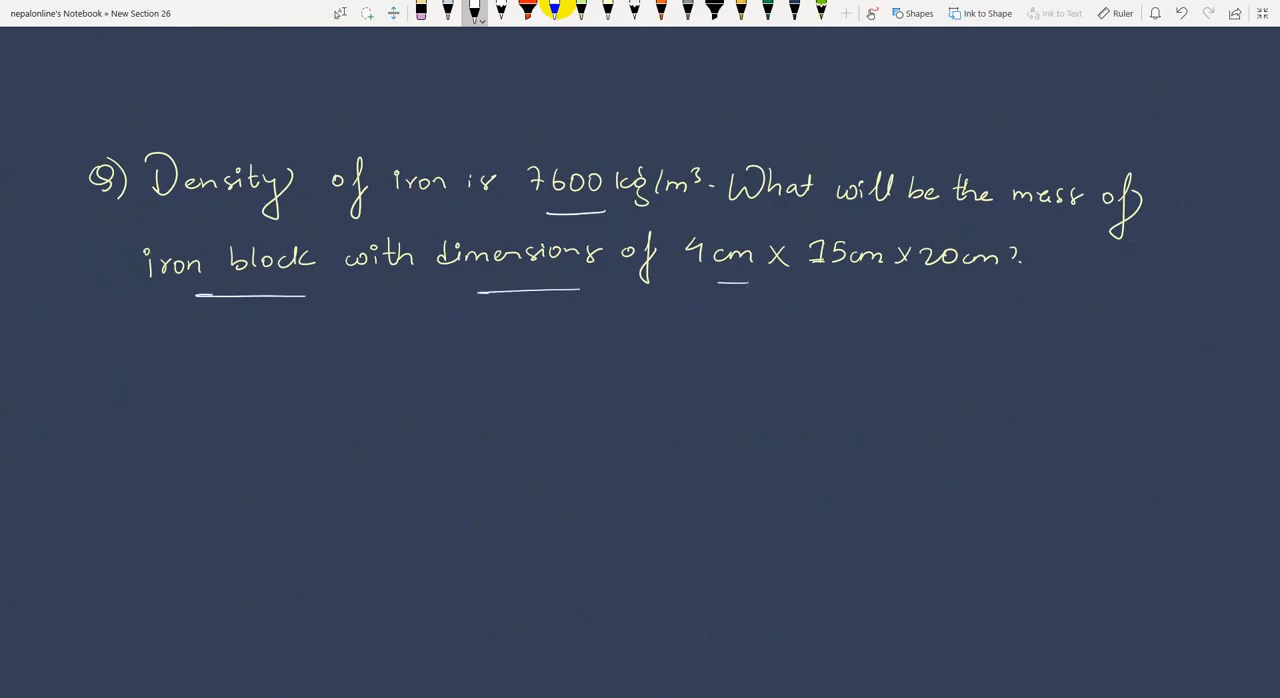 nepalonline's Notebook » New Section 26
Shapes Ink to Shape Ink to Text Ruler
Q) Density of iron is 7600 kg/m³. What will be the mass of
iron block with dimensions of 4cm x 15cm x 20cm?